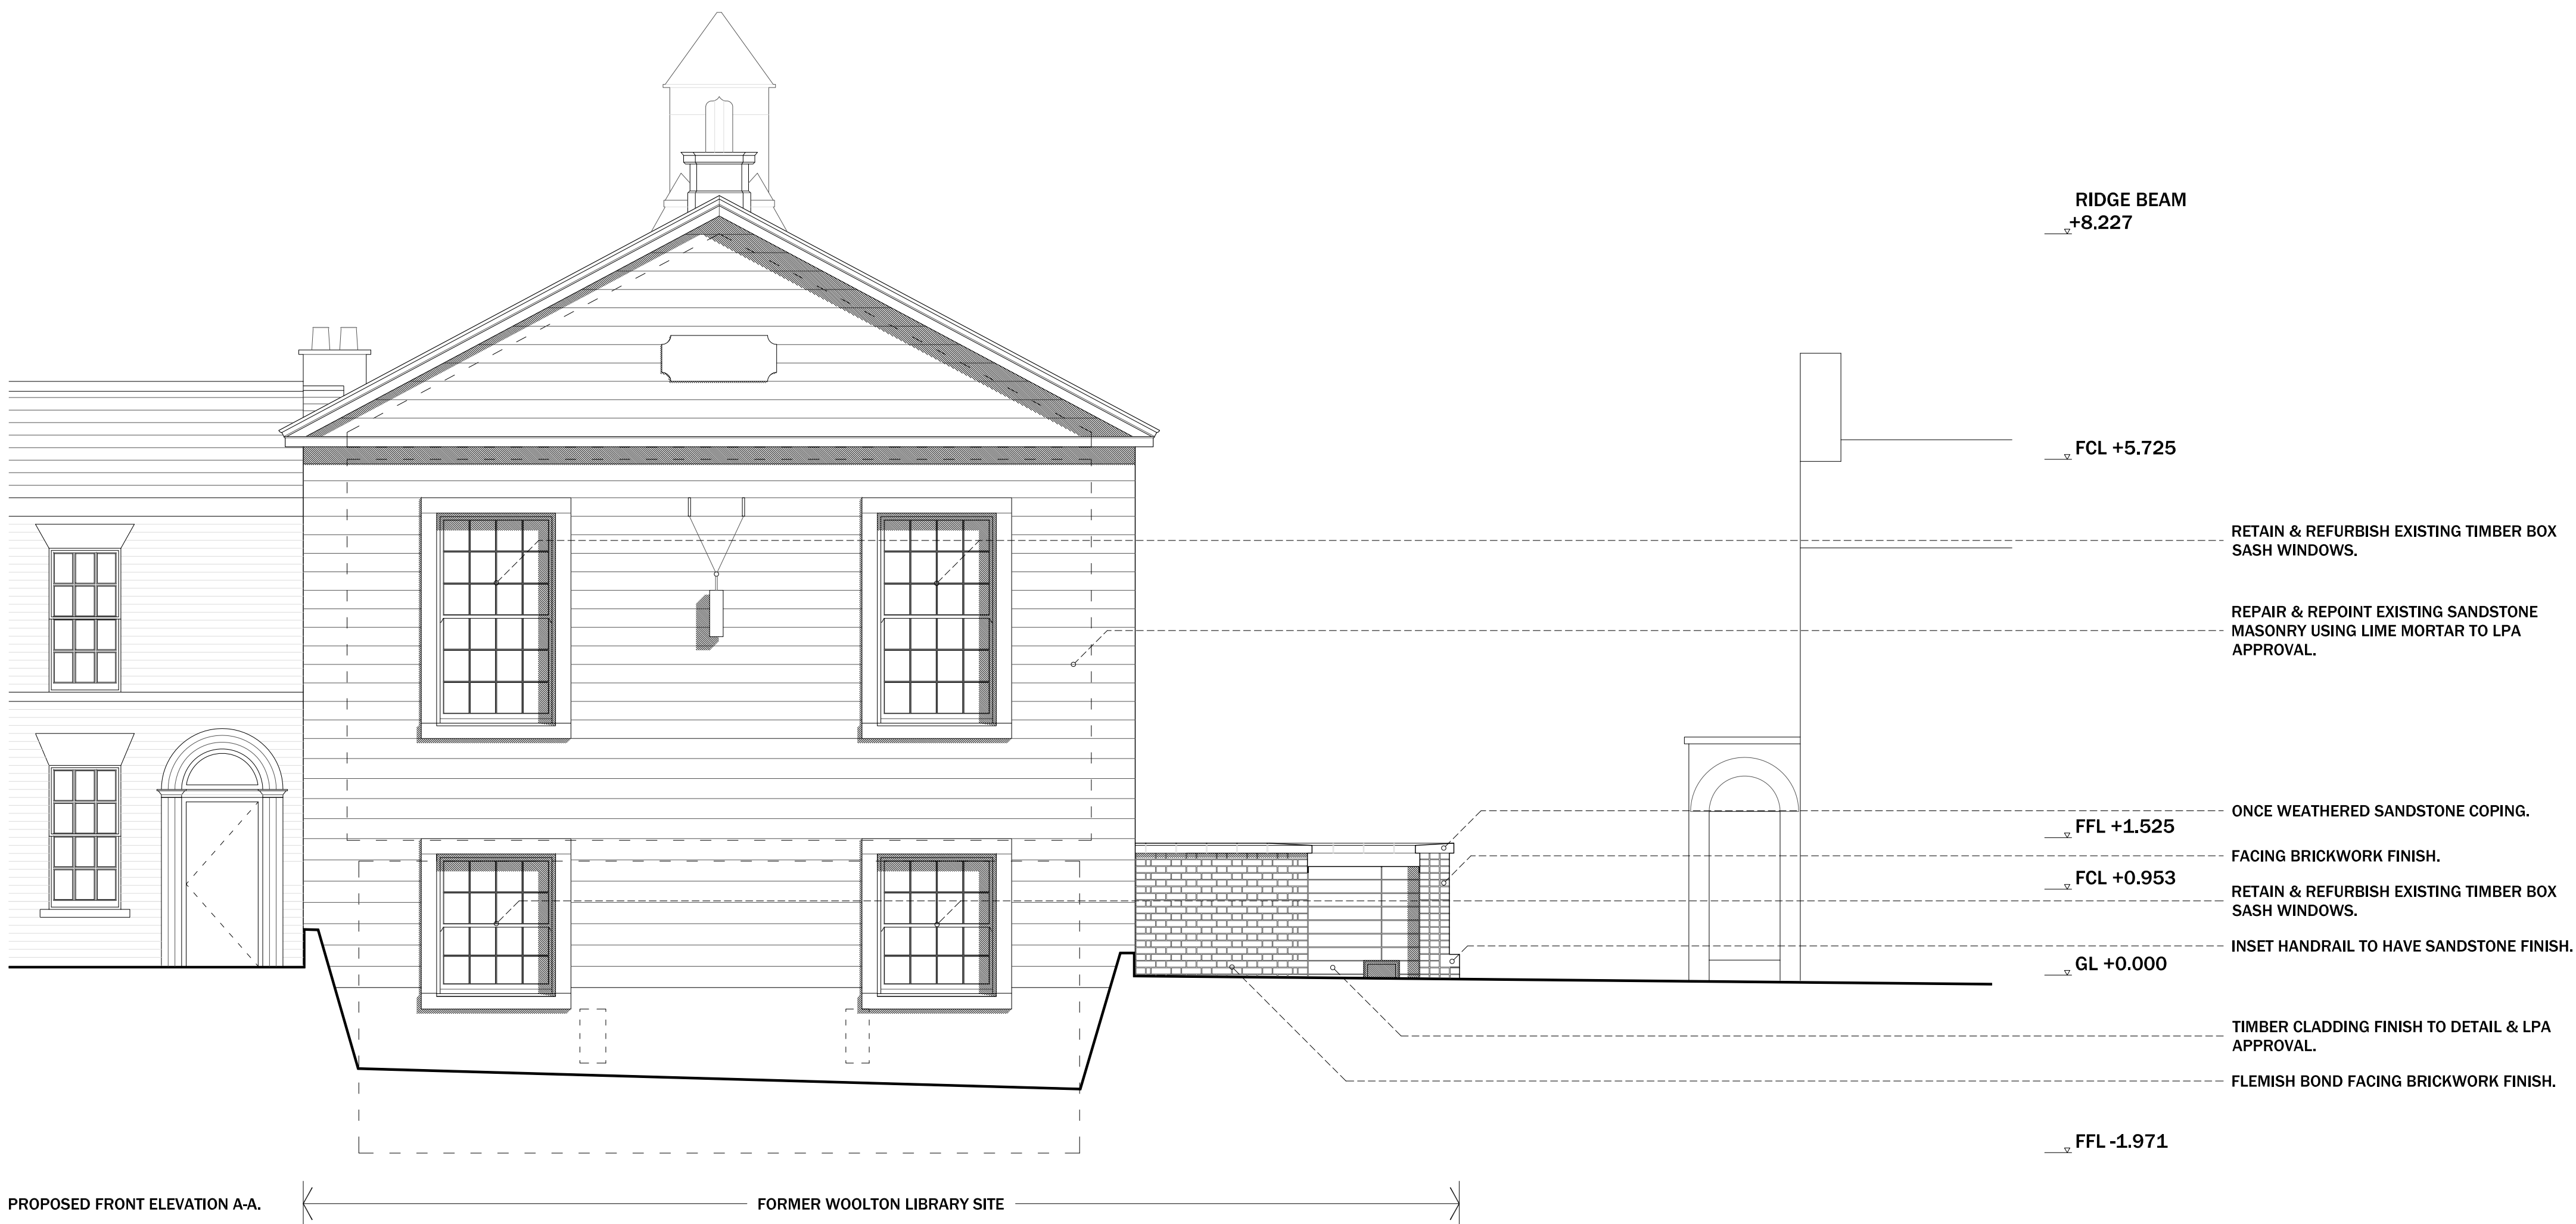 RIDGE BEAM
+8.227
FCL +5.725
RETAIN & REFURBISH EXISTING TIMBER BOX
SASH WINDOWS.
REPAIR & REPOINT EXISTING SANDSTONE
MASONRY USING LIME MORTAR TO LPA
APPROVAL.
ONCE WEATHERED SANDSTONE COPING.
FFL +1.525
FACING BRICKWORK FINISH.
FCL +0.953
RETAIN & REFURBISH EXISTING TIMBER BOX
SASH WINDOWS.
INSET HANDRAIL TO HAVE SANDSTONE FINISH.
GL +0.000
TIMBER CLADDING FINISH TO DETAIL & LPA
APPROVAL.
FLEMISH BOND FACING BRICKWORK FINISH.
FFL -1.971
PROPOSED FRONT ELEVATION A-A.
FORMER WOOLTON LIBRARY SITE